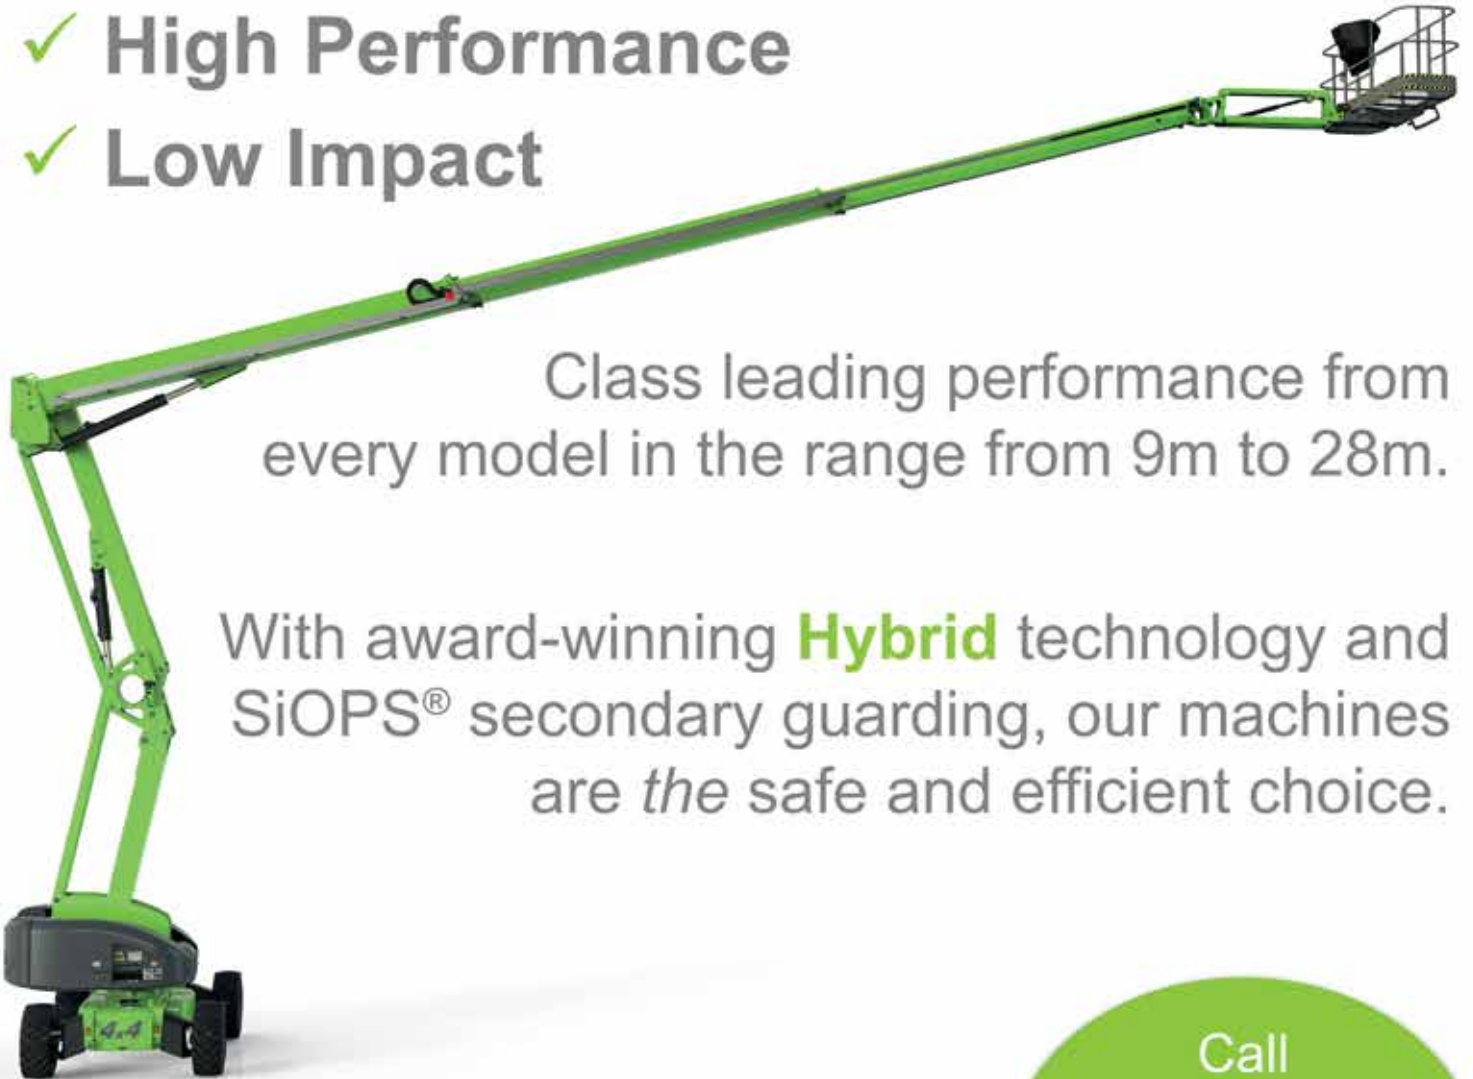 ✓ High Performance
✓ Low Impact
Class leading performance from
every model in the range from 9m to 28m.
With award-winning Hybrid technology and
SiOPS® secondary guarding, our machines
are the safe and efficient choice.
4x4
Call